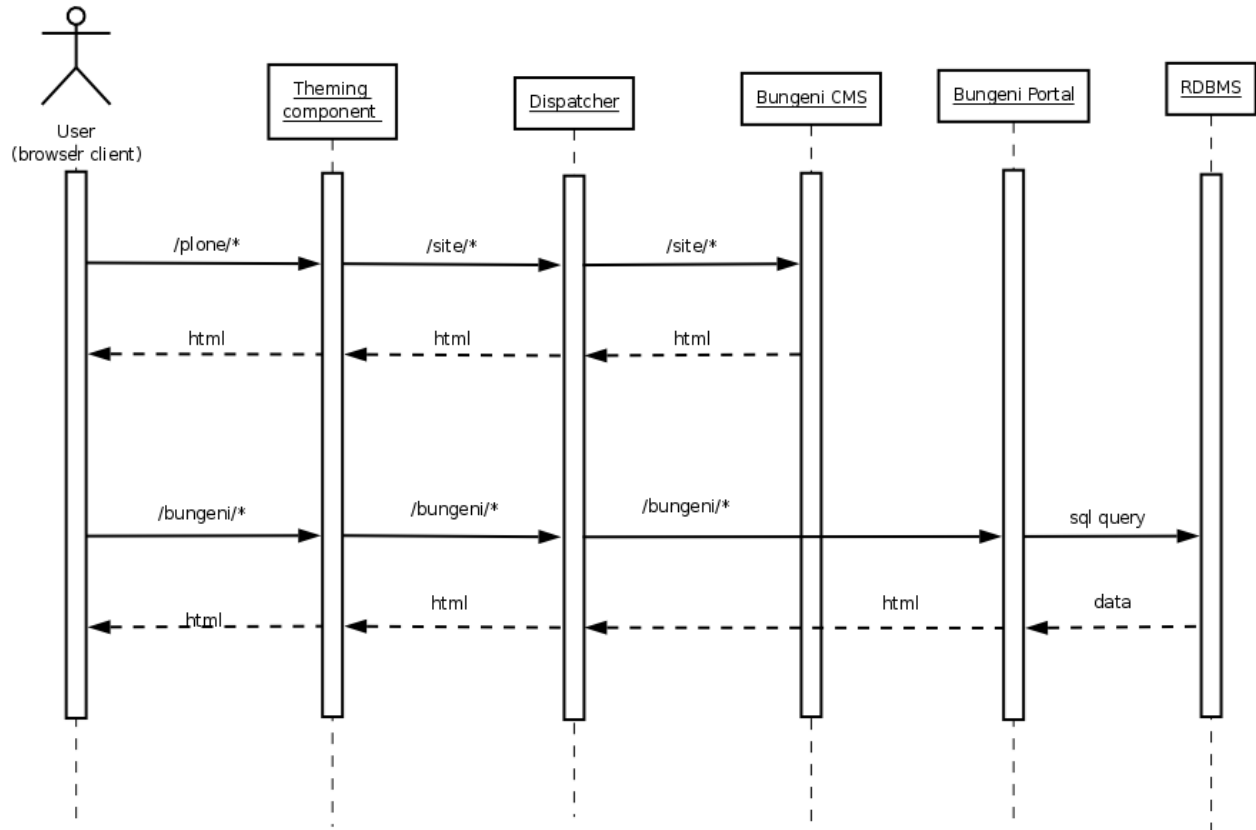 User
(browser client)
Theming
component
Dispatcher
Bungeni CMS
Bungeni Portal
RDBMS
/plone/*
/site/*
/site/*
html
html
html
/bungeni/*
/bungeni/*
/bungeni/*
sql query
html
html
html
data